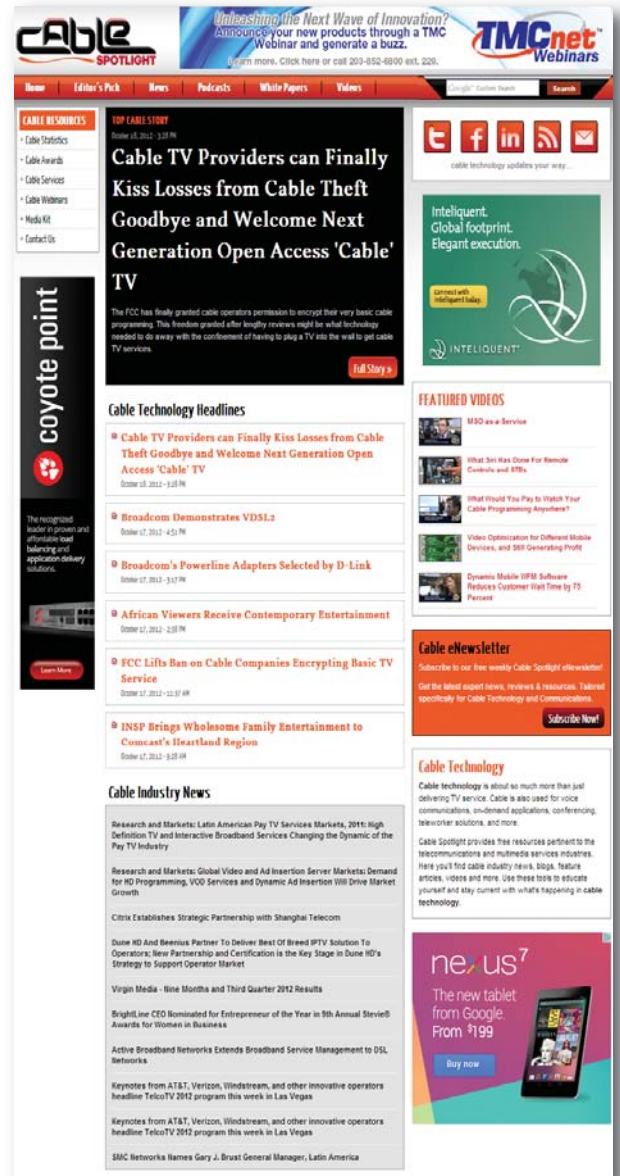 CABLE
SPOTLIGHT
Unleashing the Next Wave of Innovation?
Announce your new products through a TMC
Webinar and generate a buzz.
Learn more. Click here or call 203-852-6800 ext. 229.
TMCnet
Webinars
Home
Editor's Pick
News
Podcasts
White Papers
Videos
Google™ Custom Search
Search
CABLE RESOURCES
Cable Statistics
Cable Awards
Cable Services
Cable Webinars
Media Kit
Contact Us
coyote point
The recognized
leader in proven and
affordable load
balancing and
application delivery
solutions.
Learn More
TOP CABLE STORY
October 18, 2012 - 3:28 PM
Cable TV Providers can Finally
Kiss Losses from Cable Theft
Goodbye and Welcome Next
Generation Open Access 'Cable'
TV
The FCC has finally granted cable operators permission to encrypt their very basic cable
programming. This freedom granted after lengthy reviews might be what technology
needed to do away with the confinement of having to plug a TV into the wall to get cable
TV services.
Full Story »
Cable Technology Headlines
Cable TV Providers can Finally Kiss Losses from Cable
Theft Goodbye and Welcome Next Generation Open
Access 'Cable' TV
October 18, 2012 - 3:28 PM
Broadcom Demonstrates VDSL2
October 17, 2012 - 4:51 PM
Broadcom's Powerline Adapters Selected by D-Link
October 17, 2012 - 3:17 PM
African Viewers Receive Contemporary Entertainment
October 17, 2012 - 2:38 PM
FCC Lifts Ban on Cable Companies Encrypting Basic TV
Service
October 17, 2012 - 11:37 AM
INSP Brings Wholesome Family Entertainment to
Comcast's Heartland Region
October 17, 2012 - 9:28 AM
Cable Industry News
Research and Markets: Latin American Pay TV Services Markets, 2011: High
Definition TV and Interactive Broadband Services Changing the Dynamic of the
Pay TV Industry
Research and Markets: Global Video and Ad Insertion Server Markets: Demand
for HD Programming, VOD Services and Dynamic Ad Insertion Will Drive Market
Growth
Citrix Establishes Strategic Partnership with Shanghai Telecom
Dune HD And Beenius Partner To Deliver Best Of Breed IPTV Solution To
Operators; New Partnership and Certification is the Key Stage in Dune HD's
Strategy to Support Operator Market
Virgin Media - Nine Months and Third Quarter 2012 Results
BrightLine CEO Nominated for Entrepreneur of the Year in 9th Annual Stevie®
Awards for Women in Business
Active Broadband Networks Extends Broadband Service Management to DSL
Networks
Keynotes from AT&T, Verizon, Windstream, and other innovative operators
headline TelcoTV 2012 program this week in Las Vegas
Keynotes from AT&T, Verizon, Windstream, and other innovative operators
headline TelcoTV 2012 program this week in Las Vegas
SMC Networks Names Gary J. Brust General Manager, Latin America
cable technology updates your way...
Inteliquent.
Global footprint.
Elegant execution.
Connect with
Inteliquent today.
INTELIQUENT
FEATURED VIDEOS
MSO-as-a-Service
What Siri Has Done For Remote
Controls and STBs
What Would You Pay to Watch Your
Cable Programming Anywhere?
Video Optimization for Different Mobile
Devices, and Still Generating Profit
Dynamic Mobile WFM Software
Reduces Customer Wait Time by 75
Percent
Cable eNewsletter
Subscribe to our free weekly Cable Spotlight eNewsletter!
Get the latest expert news, reviews & resources. Tailored
specifically for Cable Technology and Communications.
Subscribe Now!
Cable Technology
Cable technology is about so much more than just
delivering TV service. Cable is also used for voice
communications, on-demand applications, conferencing,
teleworker solutions, and more.
Cable Spotlight provides free resources pertinent to the
telecommunications and multimedia services industries.
Here you'll find cable industry news, blogs, feature
articles, videos and more. Use these tools to educate
yourself and stay current with what's happening in cable
technology.
nexus 7
The new tablet
from Google.
From $199
Buy now